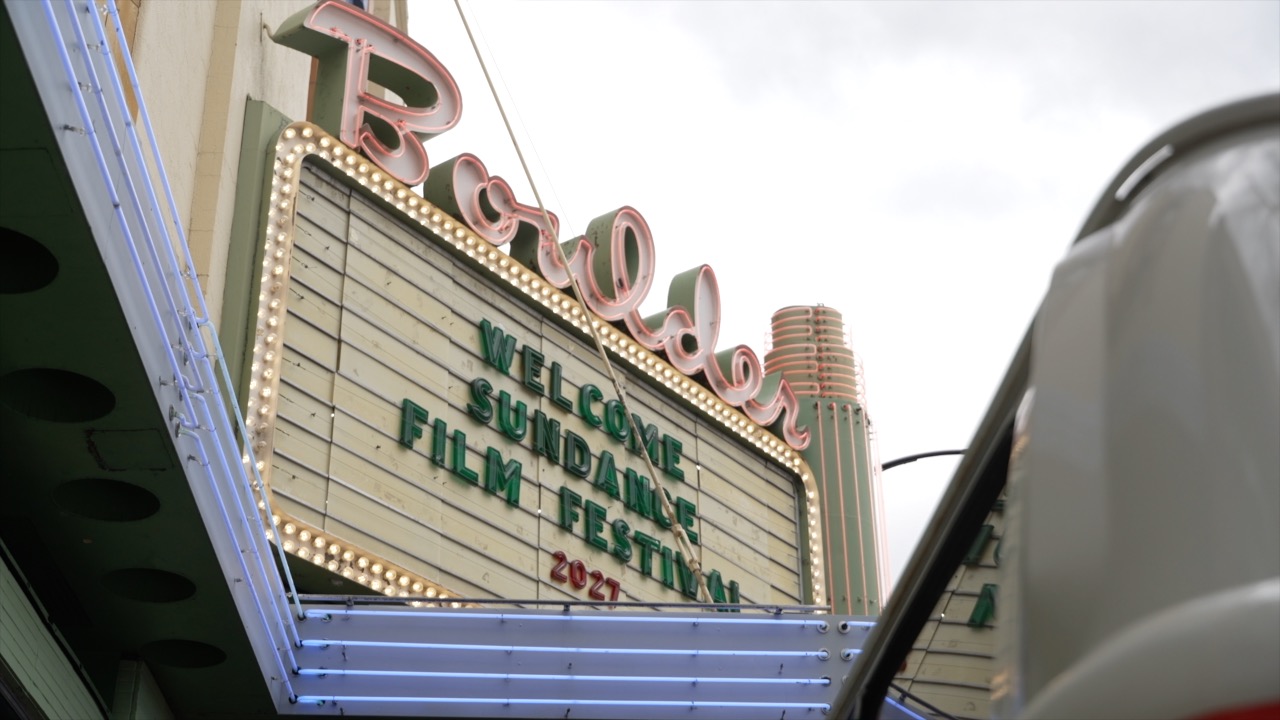 Boulder
WELCOME
SUNDANCE
FILM FESTIVAL
2027